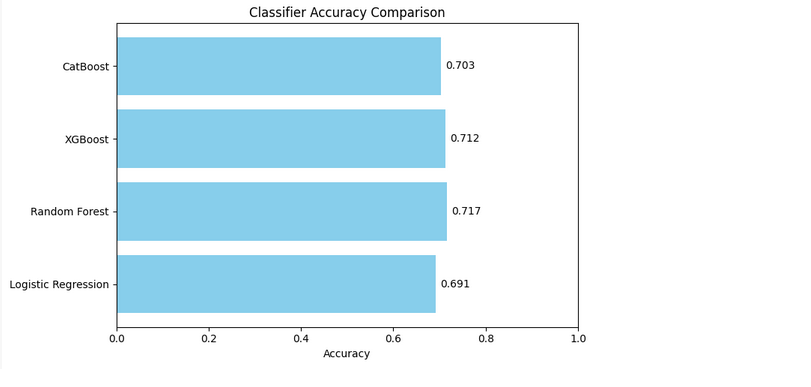 Classifier Accuracy Comparison
CatBoost 0.703
XGBoost 0.712
Random Forest 0.717
Logistic Regression 0.691
0.0 0.2 0.4 0.6 0.8 1.0
Accuracy